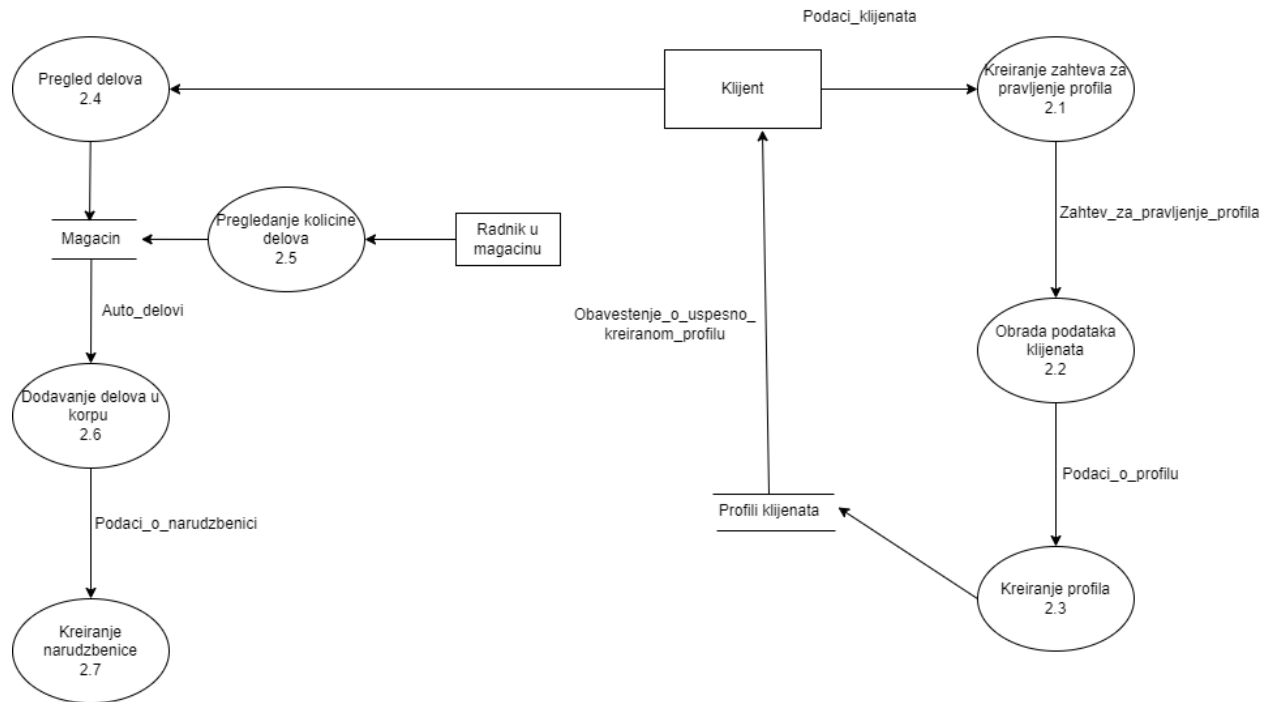 Podaci_klijenata
Pregled delova
2.4
Klijent
Kreiranje zahteva za
pravljenje profila
2.1
Zahtev_za_pravljenje_profila
Magacin
Pregledanje kolicine
delova
2.5
Radnik u
magacinu
Auto_delovi
Obavestenje_o_uspesno_
kreiranom_profilu
Obrada podataka
klijenata
2.2
Dodavanje delova u
korpu
2.6
Podaci_o_profilu
Podaci_o_narudzbenici
Profili klijenata
Kreiranje profila
2.3
Kreiranje
narudzbenice
2.7